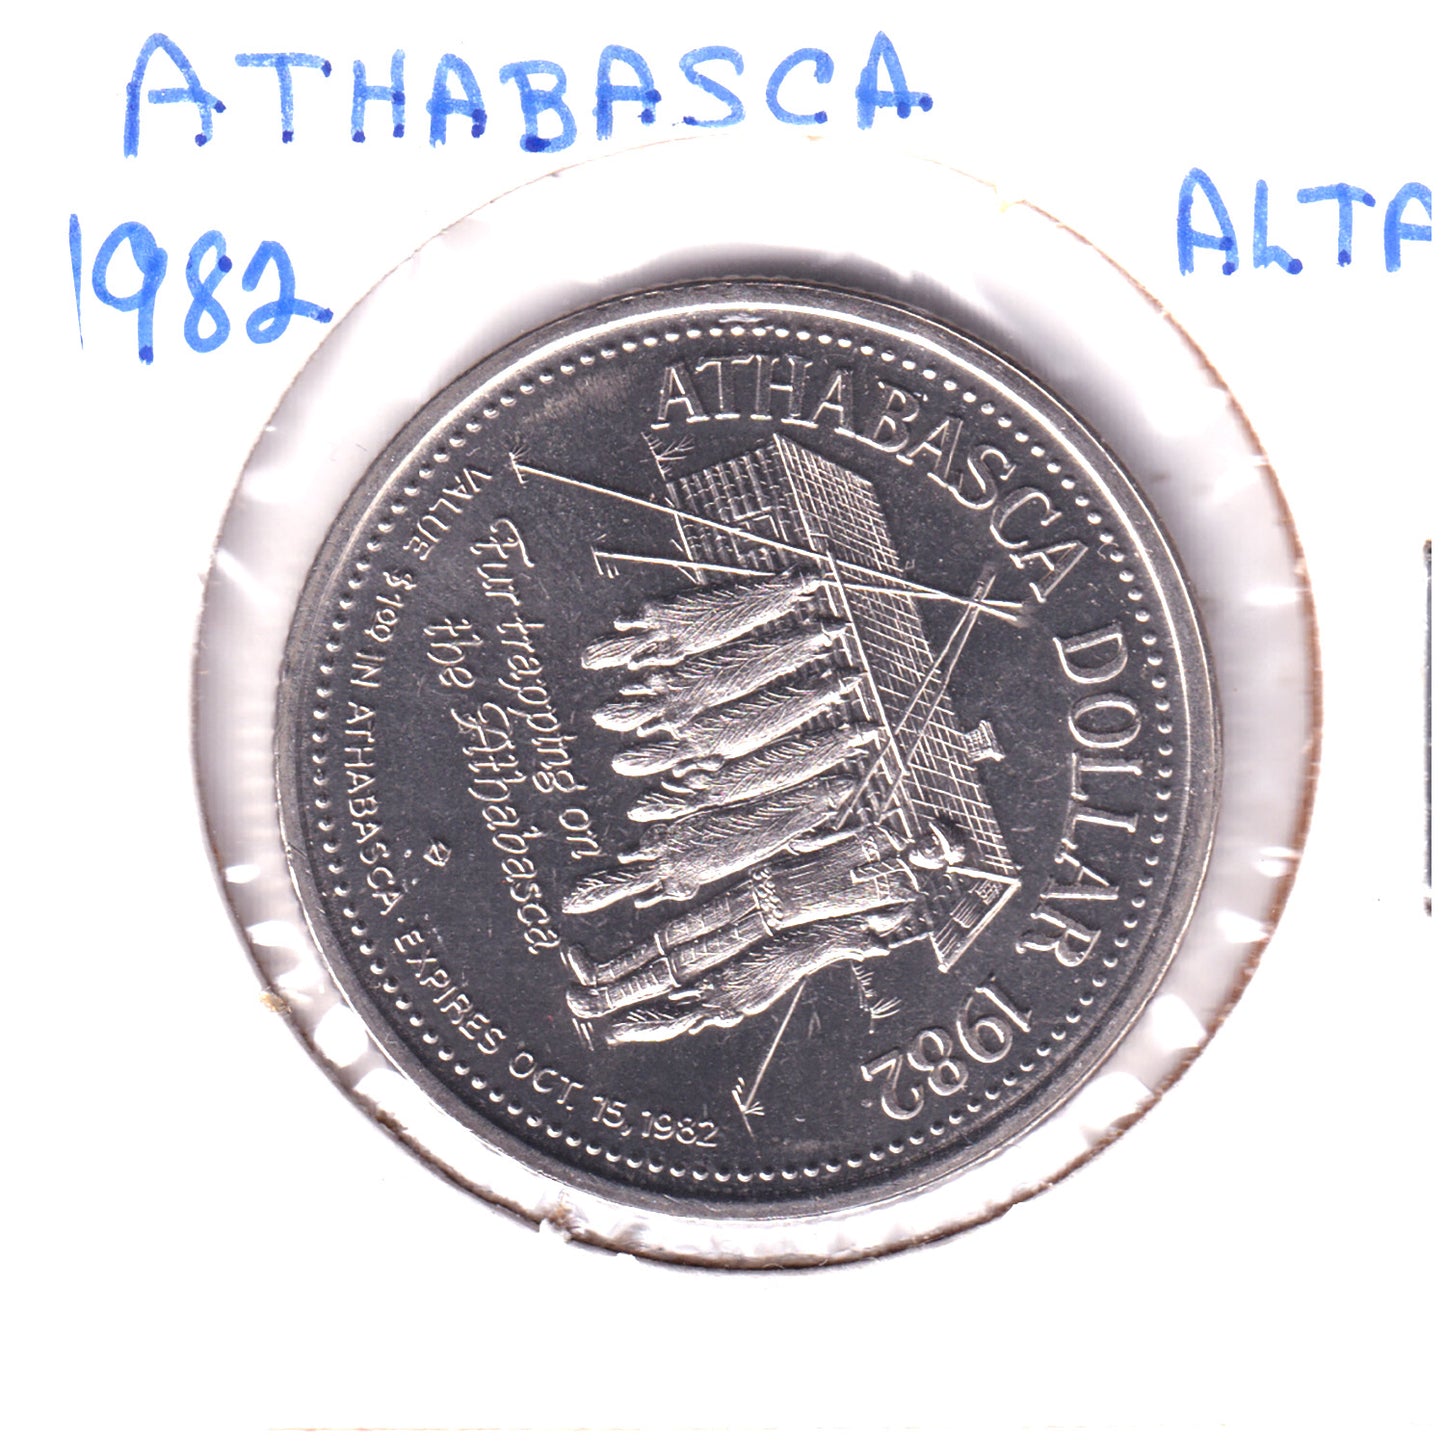 ATHABASCA
ALTA
1982
ATHABASCA DOLLAR 1982
Fur trapping on
the Athabasca
VALUE $1.00 IN ATHABASCA. EXPIRES OCT. 15, 1982